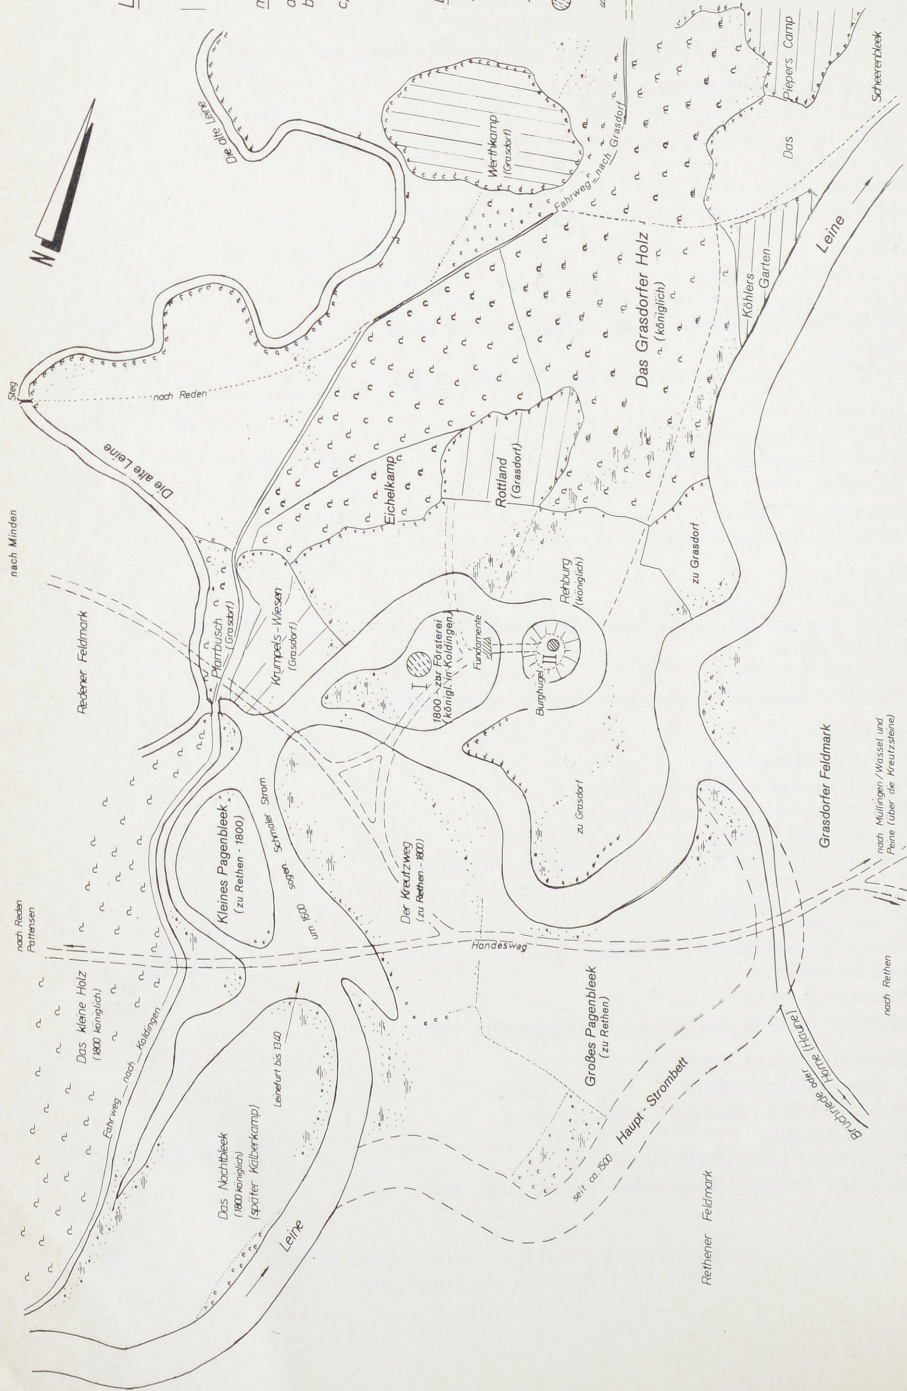 N
Die alte Leine
Werthkamp
(Grasdorf)
Fahrweg nach Grasdorf
Piepers Camp
Das
Scheerenbleek
Leine
Köhlers
Garten
Das Grasdorfer Holz
(königlich)
Steg
nach Reden
Die alte Leine
Eichelkamp
Rottland
(Grasdorf)
nach Minden
Redener Feldmark
Pfarrbusch
(Grasdorf)
Krumpels-Wiesen
(Grasdorf)
I
1800 zur Försterei
(königl. in Koldingen)
Fundamente
Burghügel
II
Rehburg
(königlich)
zu Grasdorf
zu Grasdorf
Grasdorfer Feldmark
nach Müllingen/Wassel und
Peine (über die Kreutzsteine)
nach Rethen
Kleines Pagenbleek
(zu Rethen - 1800)
um 1600
sogen Schmaler Strom
Der Kreutzweg
(zu Rethen - 1800)
Handesweg
nach Reden
Pattensen
Das kleine Holz
(1800 königlich)
Fahrweg nach Koldingen
Leinefurt bis 1340
Das Nachtbleek
(1800 königlich)
(später Kälberkamp)
Leine
Großes Pagenbleek
(zu Rethen)
seit ca. 1500 Haupt - Strombett
Bruchriede oder
Rethener Feldmark